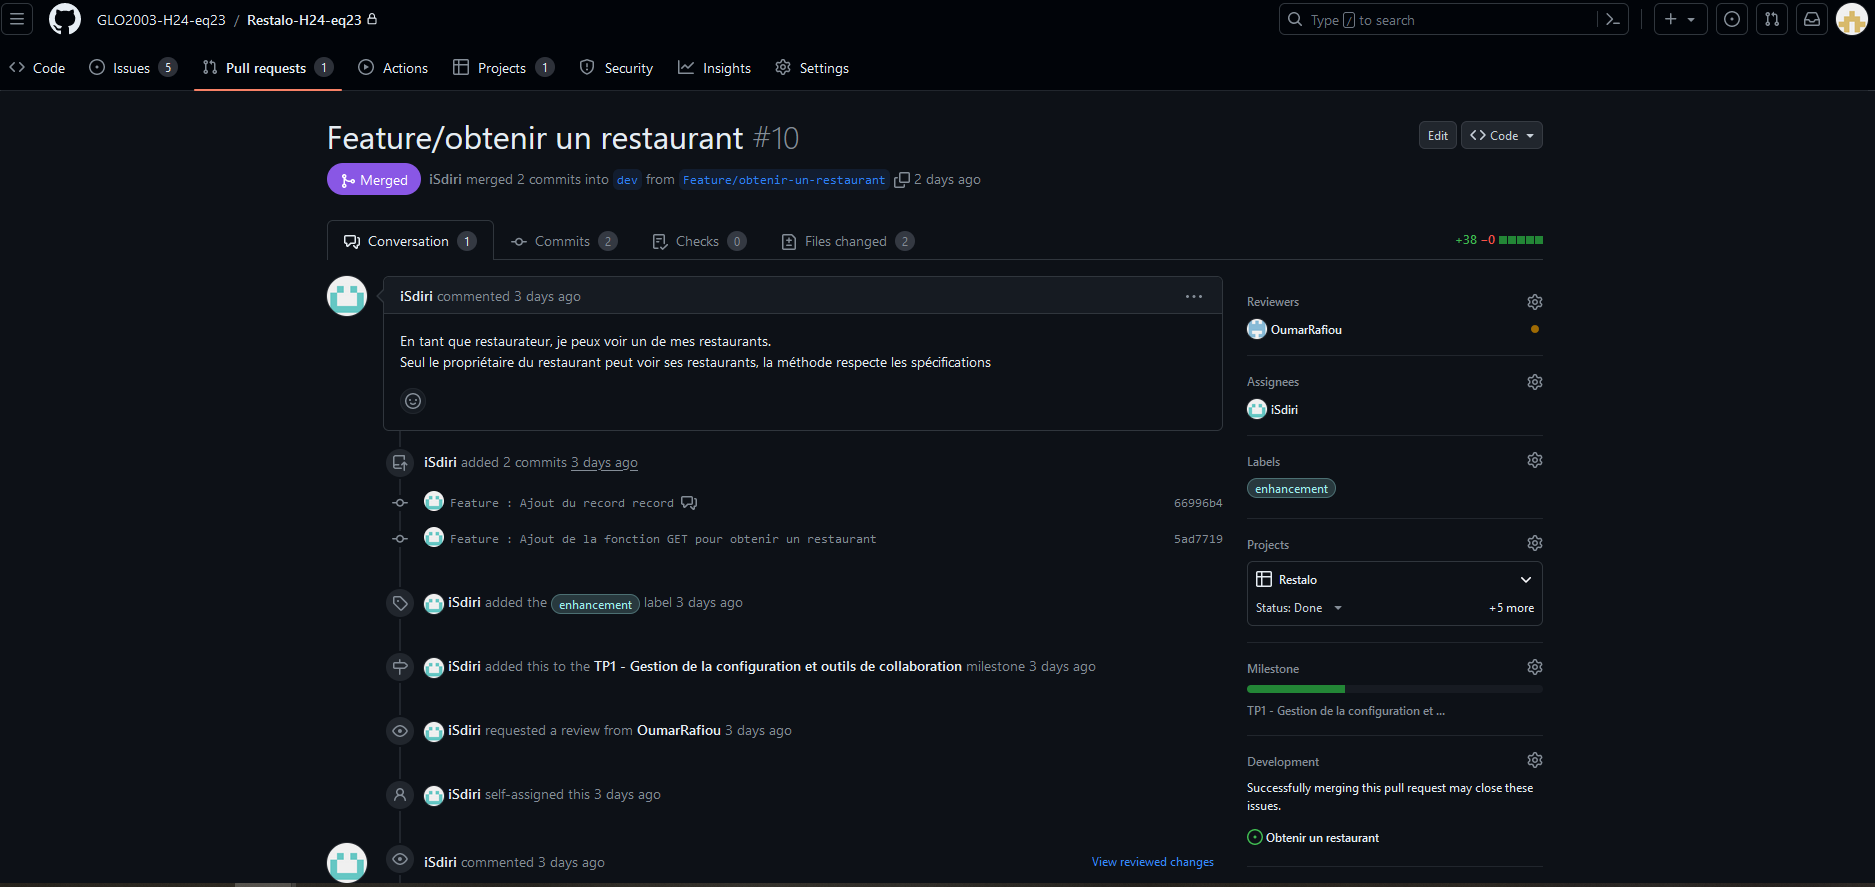 GLO2003-H24-eq23 / Restalo-H24-eq23
Type / to search
Code
Issues 5
Pull requests 1
Actions
Projects 1
Security
Insights
Settings
Feature/obtenir un restaurant #10
Edit
Code
Merged
iSdiri merged 2 commits into dev from Feature/obtenir-un-restaurant 2 days ago
Conversation 1
Commits 2
Checks 0
Files changed 2
+38 −0
iSdiri commented 3 days ago
En tant que restaurateur, je peux voir un de mes restaurants.
Seul le propriétaire du restaurant peut voir ses restaurants, la méthode respecte les spécifications
iSdiri added 2 commits 3 days ago
Feature : Ajout du record record 66996b4
Feature : Ajout de la fonction GET pour obtenir un restaurant 5ad7719
iSdiri added the enhancement label 3 days ago
iSdiri added this to the TP1 - Gestion de la configuration et outils de collaboration milestone 3 days ago
iSdiri requested a review from OumarRafiou 3 days ago
iSdiri self-assigned this 3 days ago
iSdiri commented 3 days ago
View reviewed changes
Reviewers
OumarRafiou
Assignees
iSdiri
Labels
enhancement
Projects
Restalo
Status: Done
+5 more
Milestone
TP1 - Gestion de la configuration et ...
Development
Successfully merging this pull request may close these
issues.
Obtenir un restaurant